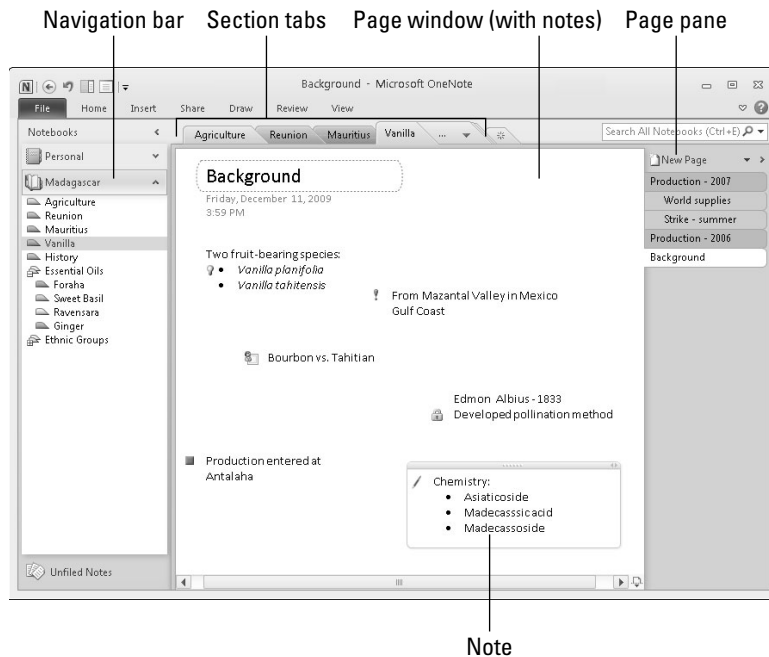 Navigation bar Section tabs Page window (with notes) Page pane
Background - Microsoft OneNote
File Home Insert Share Draw Review View
Notebooks
Agriculture Reunion Mauritius Vanilla ...
Search All Notebooks (Ctrl+E)
Personal
Madagascar
Agriculture
Reunion
Mauritius
Vanilla
History
Essential Oils
Foraha
Sweet Basil
Ravensara
Ginger
Ethnic Groups
Unfiled Notes
Background
Friday, December 11, 2009
3:59 PM
Two fruit-bearing species:
• Vanilla planifolia
• Vanilla tahitensis
From Mazantal Valley in Mexico
Gulf Coast
Bourbon vs. Tahitian
Edmon Albius - 1833
Developed pollination method
Production entered at
Antalaha
Chemistry:
• Asiaticoside
• Madecasssic acid
• Madecassoside
New Page
Production - 2007
World supplies
Strike - summer
Production - 2006
Background
Note